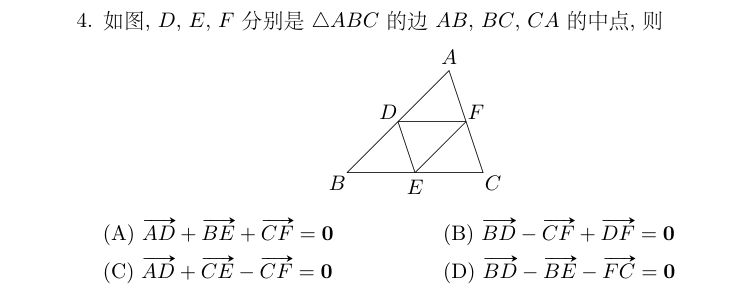 4. 如图, D, E, F 分别是 △ABC 的边 AB, BC, CA 的中点, 则
A
D
F
B
E
C
(A) $\overrightarrow{AD} + \overrightarrow{BE} + \overrightarrow{CF} = \mathbf{0}$ (B) $\overrightarrow{BD} - \overrightarrow{CF} + \overrightarrow{DF} = \mathbf{0}$
(C) $\overrightarrow{AD} + \overrightarrow{CE} - \overrightarrow{CF} = \mathbf{0}$ (D) $\overrightarrow{BD} - \overrightarrow{BE} - \overrightarrow{FC} = \mathbf{0}$